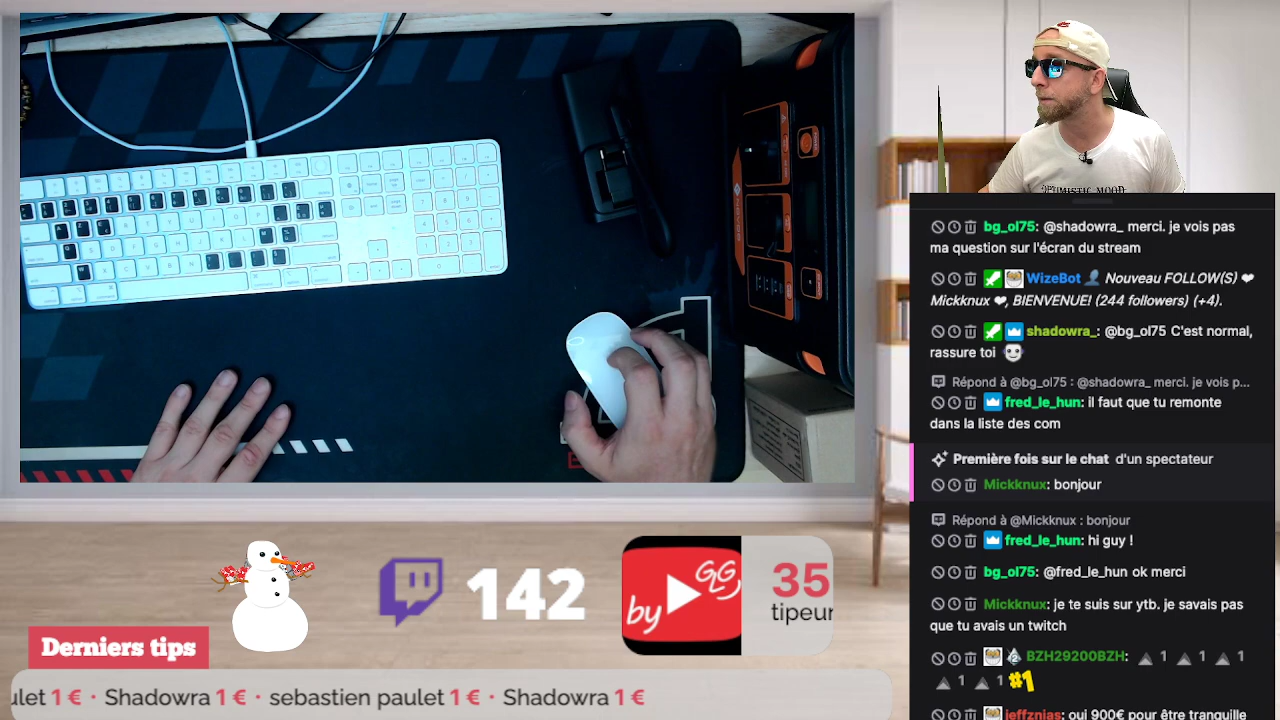 OPTIMISTIC MOOD
bg_ol75: @shadowra_ merci. je vois pas
ma question sur l'écran du stream
WizeBot Nouveau FOLLOW(S) ❤
Mickknux ❤, BIENVENUE! (244 followers) (+4).
shadowra_: @bg_ol75 C'est normal,
rassure toi
Répond à @bg_ol75 : @shadowra_ merci. je vois p...
fred_le_hun: il faut que tu remonte
dans la liste des com
Première fois sur le chat d'un spectateur
Mickknux: bonjour
Répond à @Mickknux : bonjour
fred_le_hun: hi guy !
bg_ol75: @fred_le_hun ok merci
Mickknux: je te suis sur ytb. je savais pas
que tu avais un twitch
BZH29200BZH: 1 1 1
1 1 #1
jeffznias: oui 900€ pour être tranquille
142
by GG
35
tipeur
Derniers tips
ulet 1 € · Shadowra 1 € · sebastien paulet 1 € · Shadowra 1 €